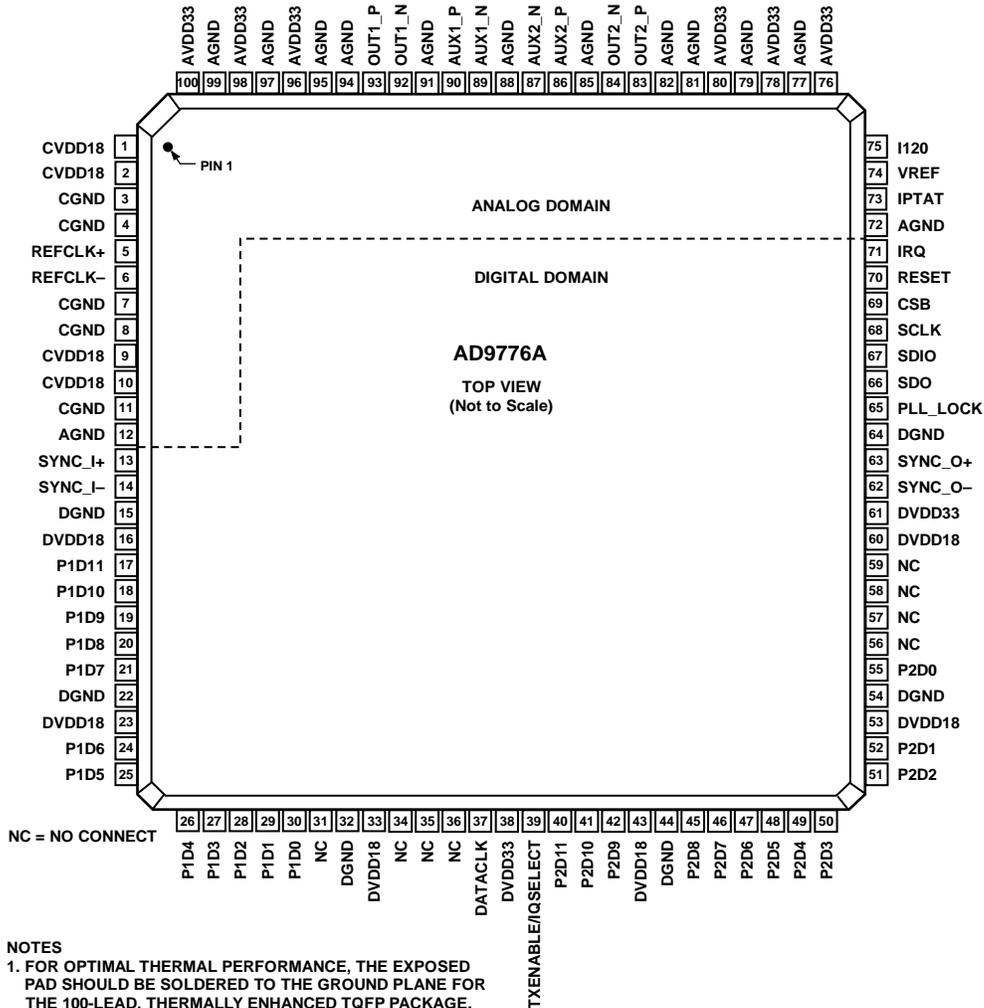 AVDD33
AGND
AVDD33
AGND
AVDD33
AGND
AGND
OUT1_P
OUT1_N
AGND
AUX1_P
AUX1_N
AGND
AUX2_N
AUX2_P
AGND
OUT2_N
OUT2_P
AGND
AGND
AVDD33
AGND
AVDD33
AGND
AVDD33
100 99 98 97 96 95 94 93 92 91 90 89 88 87 86 85 84 83 82 81 80 79 78 77 76
CVDD18 1
CVDD18 2
CGND 3
CGND 4
REFCLK+ 5
REFCLK– 6
CGND 7
CGND 8
CVDD18 9
CVDD18 10
CGND 11
AGND 12
SYNC_I+ 13
SYNC_I– 14
DGND 15
DVDD18 16
P1D11 17
P1D10 18
P1D9 19
P1D8 20
P1D7 21
DGND 22
DVDD18 23
P1D6 24
P1D5 25
PIN 1
ANALOG DOMAIN
DIGITAL DOMAIN
AD9776A
TOP VIEW
(Not to Scale)
75 I120
74 VREF
73 IPTAT
72 AGND
71 IRQ
70 RESET
69 CSB
68 SCLK
67 SDIO
66 SDO
65 PLL_LOCK
64 DGND
63 SYNC_O+
62 SYNC_O–
61 DVDD33
60 DVDD18
59 NC
58 NC
57 NC
56 NC
55 P2D0
54 DGND
53 DVDD18
52 P2D1
51 P2D2
26 27 28 29 30 31 32 33 34 35 36 37 38 39 40 41 42 43 44 45 46 47 48 49 50
P1D4
P1D3
P1D2
P1D1
P1D0
NC
DGND
DVDD18
NC
NC
NC
DATACLK
DVDD33
TXENABLE/IQSELECT
P2D11
P2D10
P2D9
DVDD18
DGND
P2D8
P2D7
P2D6
P2D5
P2D4
P2D3
NC = NO CONNECT
NOTES
1. FOR OPTIMAL THERMAL PERFORMANCE, THE EXPOSED
PAD SHOULD BE SOLDERED TO THE GROUND PLANE FOR
THE 100-LEAD, THERMALLY ENHANCED TQFP PACKAGE.